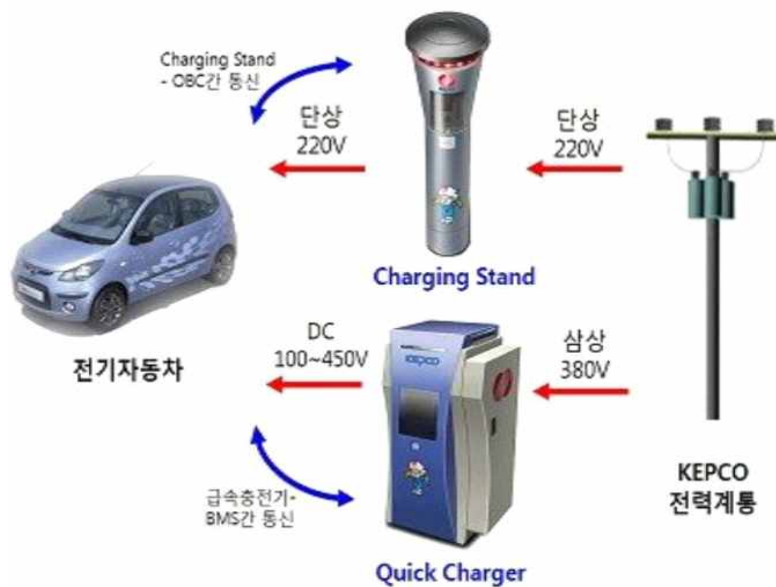 Charging Stand
- OBC간 통신
단상
220V
단상
220V
Charging Stand
전기자동차
DC
100~450V
삼상
380V
KEPCO
급속충전기-
BMS간 통신
KEPCO
전력계통
Quick Charger